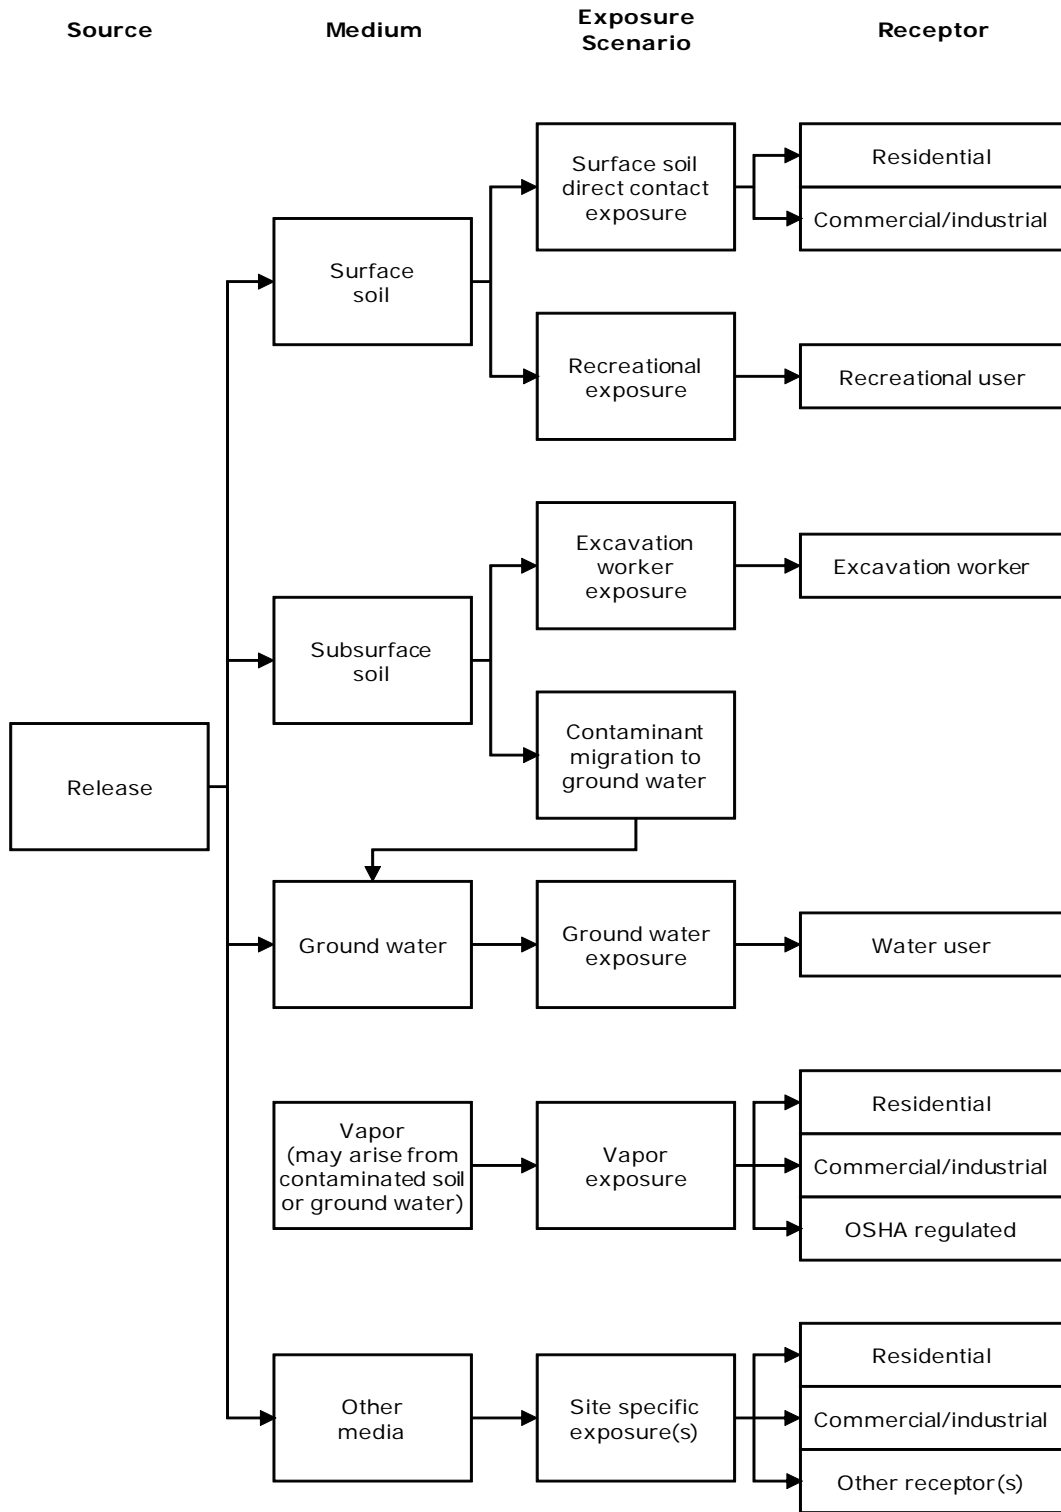 Source
Medium
Exposure
Scenario
Receptor
Surface soil
direct contact
exposure
Residential
Commercial/industrial
Surface
soil
Recreational
exposure
Recreational user
Excavation
worker
exposure
Excavation worker
Subsurface
soil
Contaminant
migration to
ground water
Release
Ground water
Ground water
exposure
Water user
Vapor
(may arise from
contaminated soil
or ground water)
Vapor
exposure
Residential
Commercial/industrial
OSHA regulated
Other
media
Site specific
exposure(s)
Residential
Commercial/industrial
Other receptor(s)